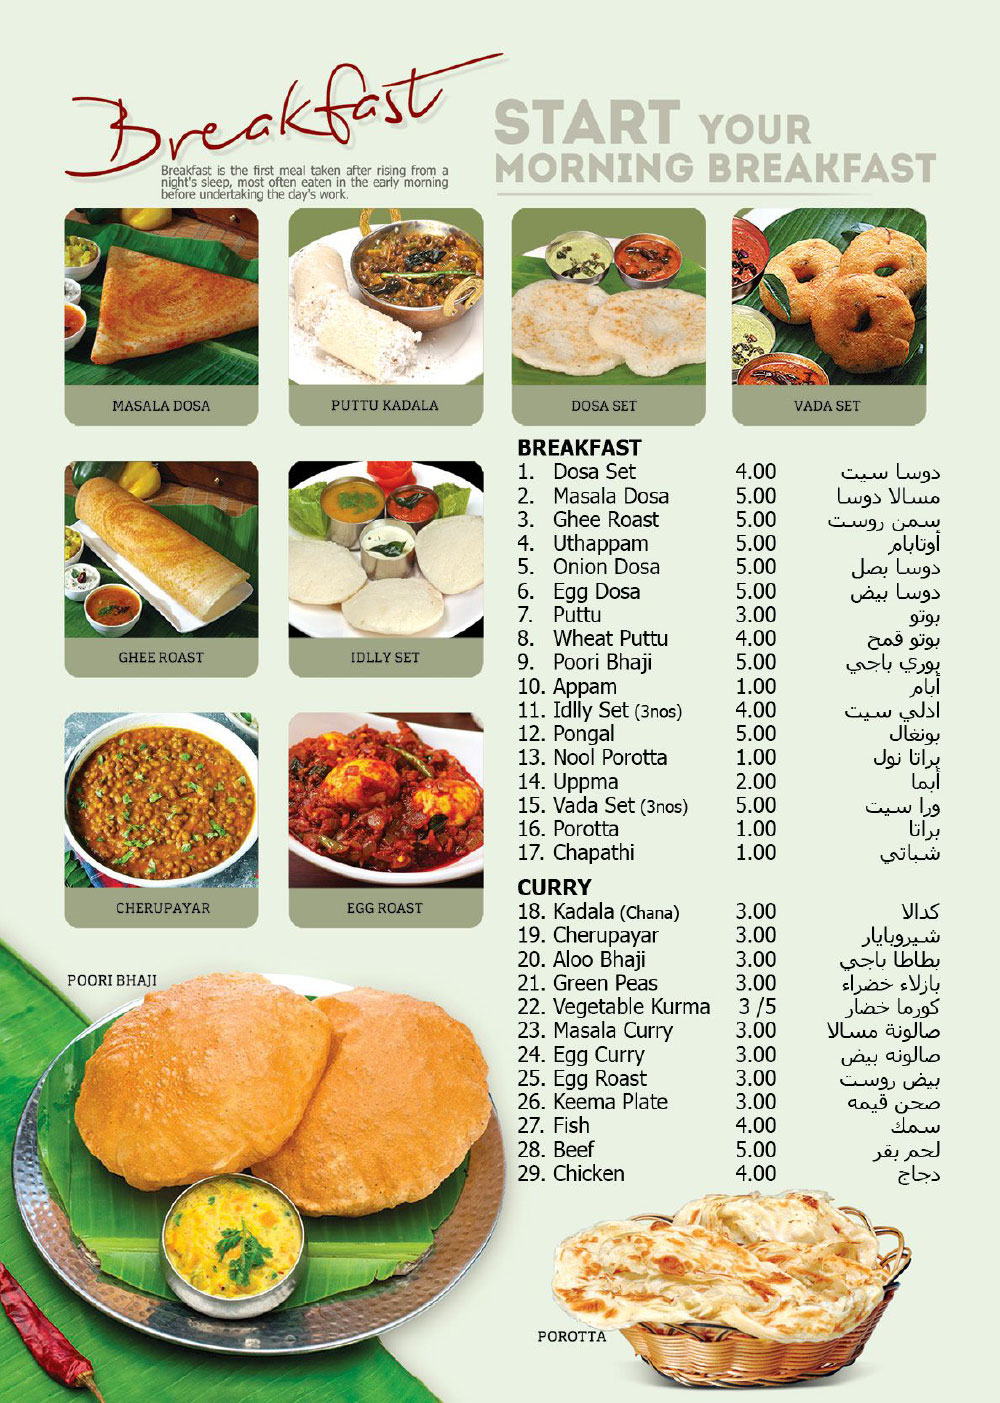 Breakfast
Breakfast is the first meal taken after rising from a
night's sleep, most often eaten in the early morning
before undertaking the day's work.
START YOUR
MORNING BREAKFAST
MASALA DOSA
PUTTU KADALA
DOSA SET
VADA SET
GHEE ROAST
IDLLY SET
CHERUPAYAR
EGG ROAST
BREAKFAST
1. Dosa Set 4.00 دوسا سيت
2. Masala Dosa 5.00 مسالا دوسا
3. Ghee Roast 5.00 سمن روست
4. Uthappam 5.00 أوتابام
5. Onion Dosa 5.00 دوسا بصل
6. Egg Dosa 5.00 دوسا بيض
7. Puttu 3.00 بوتو
8. Wheat Puttu 4.00 بوتو قمح
9. Poori Bhaji 5.00 بوري باجي
10. Appam 1.00 أبام
11. Idlly Set (3nos) 4.00 ادلي سيت
12. Pongal 5.00 بونغال
13. Nool Porotta 1.00 براتا نول
14. Uppma 2.00 أبما
15. Vada Set (3nos) 5.00 ورا سيت
16. Porotta 1.00 براتا
17. Chapathi 1.00 شباتي
CURRY
18. Kadala (Chana) 3.00 كدالا
19. Cherupayar 3.00 شيروبايار
20. Aloo Bhaji 3.00 بطاطا باجي
21. Green Peas 3.00 بازلاء خضراء
22. Vegetable Kurma 3 /5 كورما خضار
23. Masala Curry 3.00 صالونة مسالا
24. Egg Curry 3.00 صالونه بيض
25. Egg Roast 3.00 بيض روست
26. Keema Plate 3.00 صحن قيمه
27. Fish 4.00 سمك
28. Beef 5.00 لحم بقر
29. Chicken 4.00 دجاج
POORI BHAJI
POROTTA